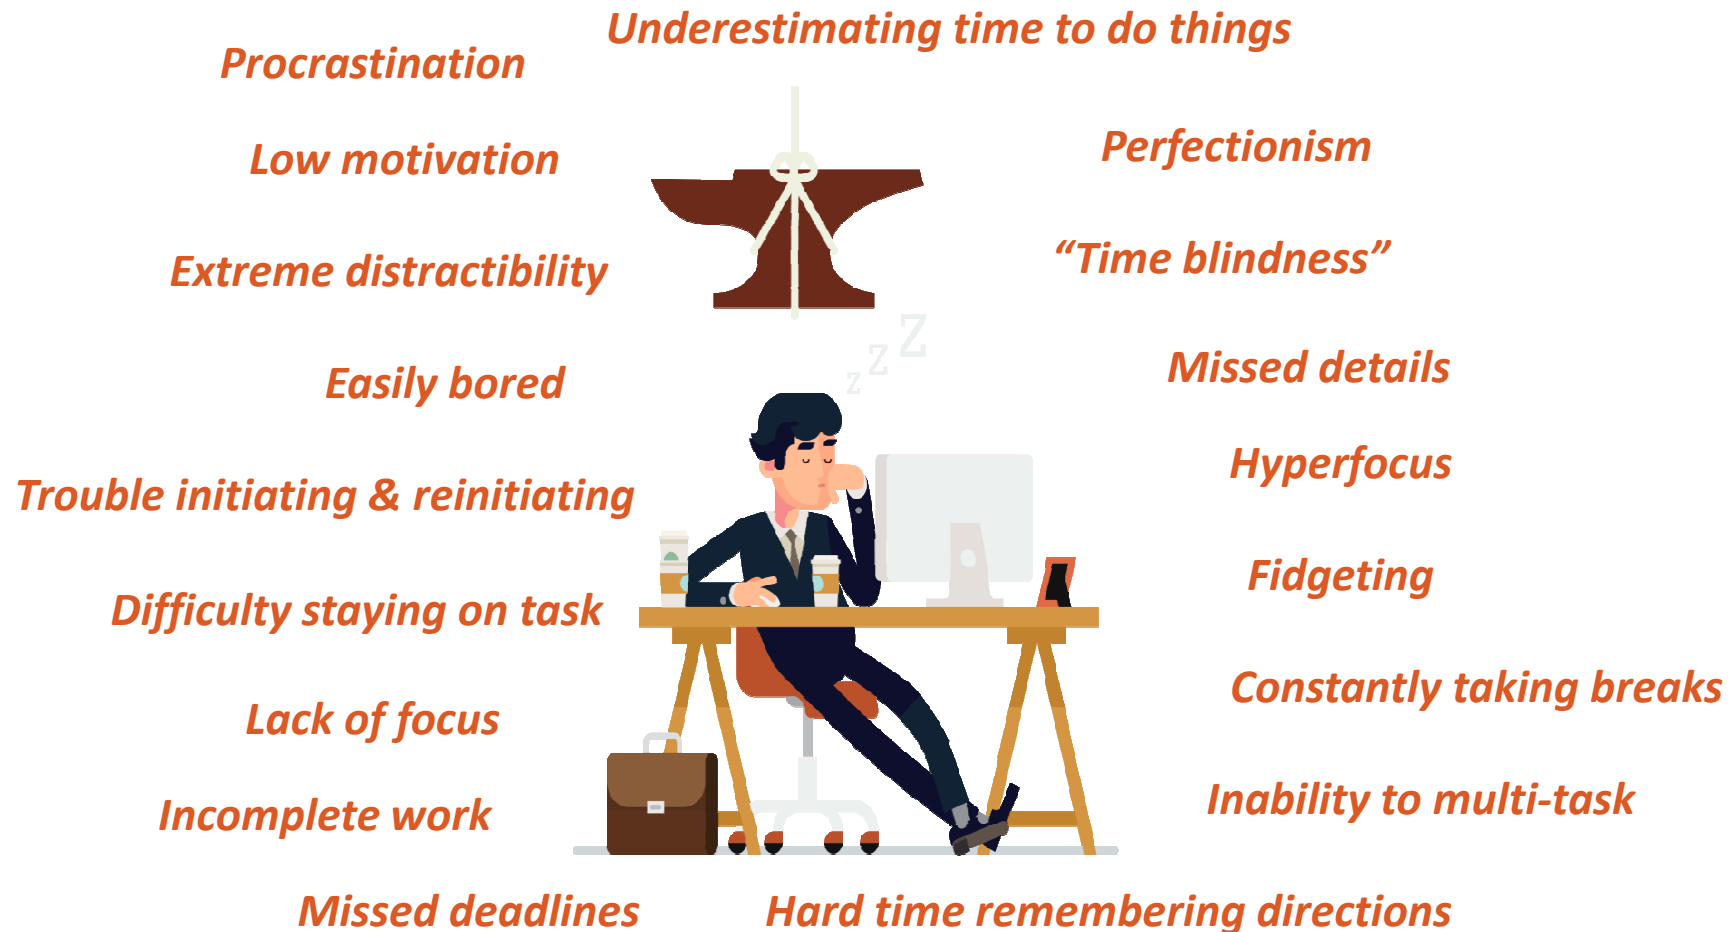 Underestimating time to do things
Procrastination
Low motivation
Perfectionism
Extreme distractibility
“Time blindness”
z
Z
Z
Easily bored
Missed details
Trouble initiating & reinitiating
Hyperfocus
Difficulty staying on task
Fidgeting
Lack of focus
Constantly taking breaks
Incomplete work
Inability to multi-task
Missed deadlines
Hard time remembering directions